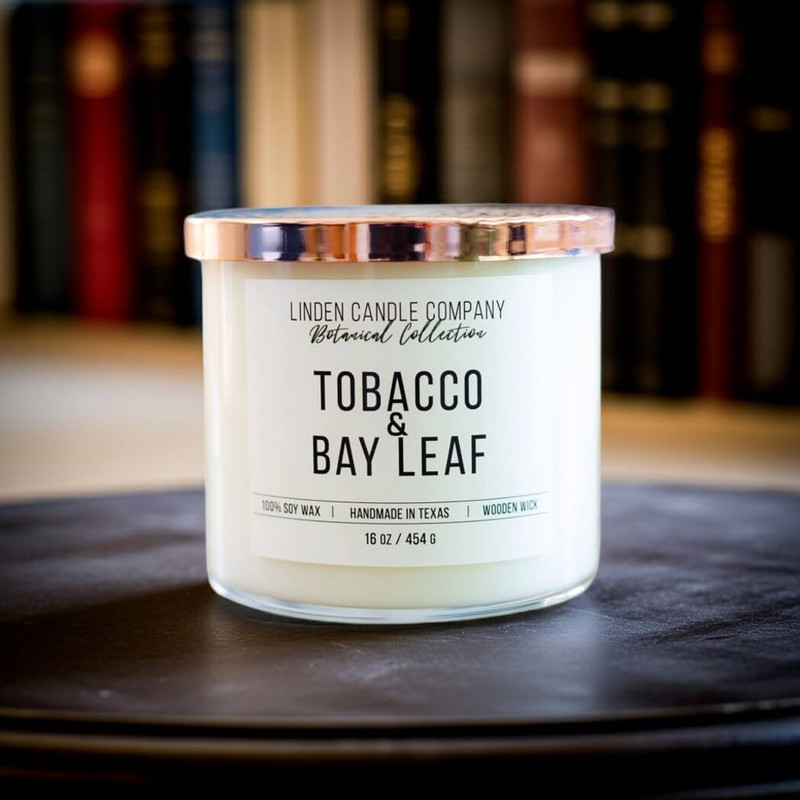 LINDEN CANDLE COMPANY
Botanical Collection
TOBACCO
&
BAY LEAF
100% SOY WAX | HANDMADE IN TEXAS | WOODEN WICK
16 OZ / 454 G